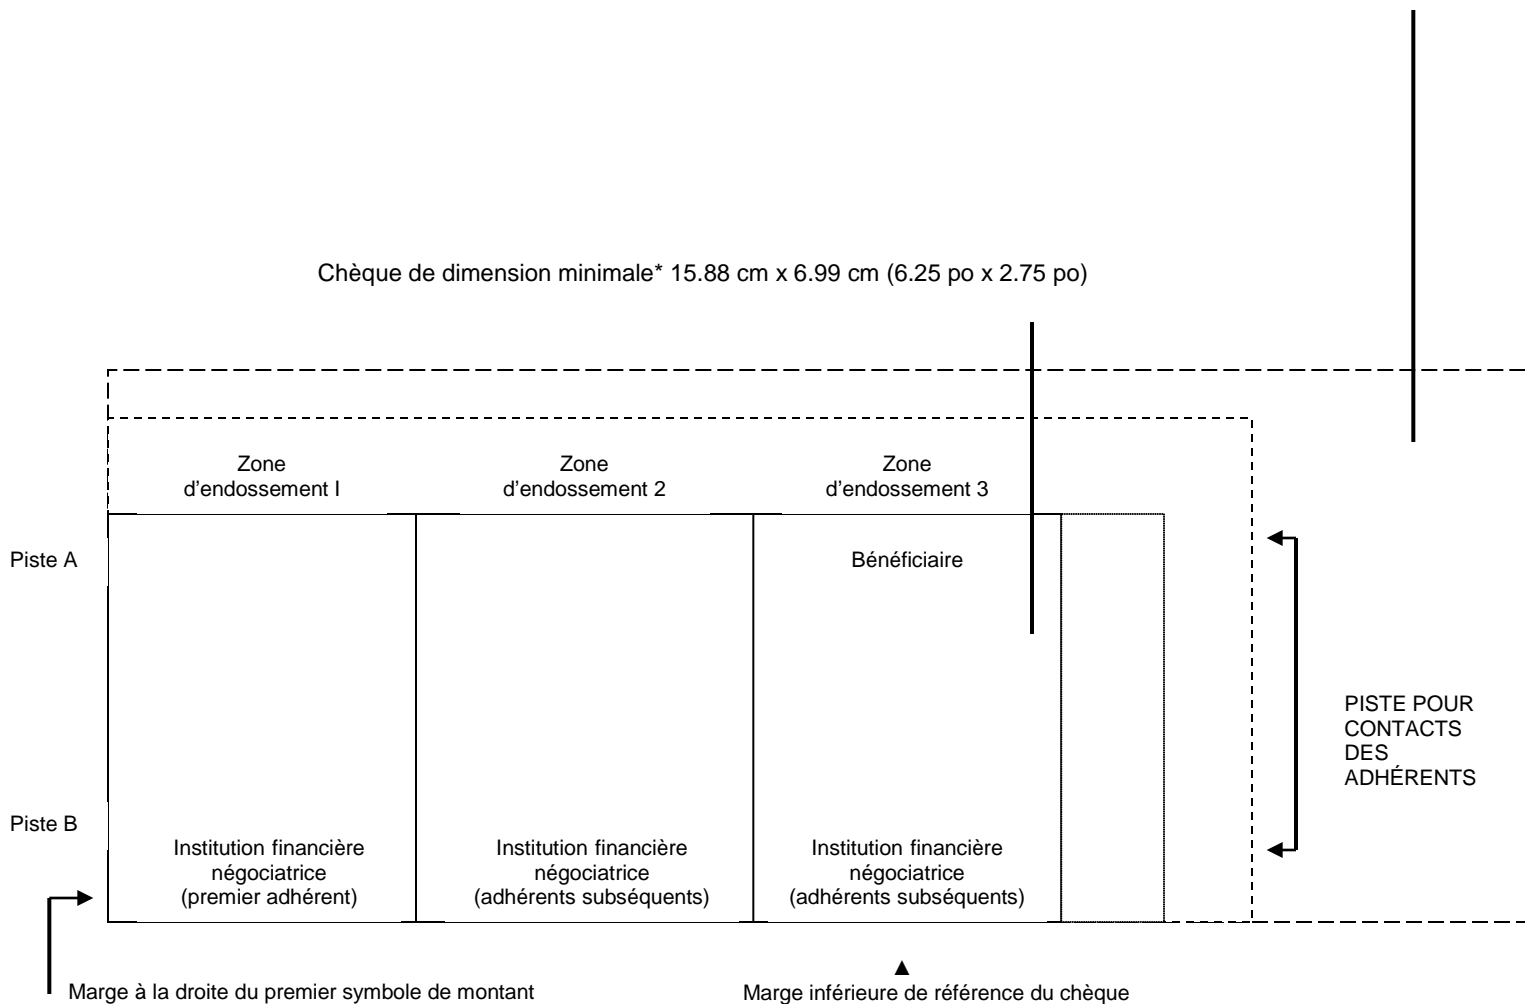 Chèque de dimension minimale* 15.88 cm x 6.99 cm (6.25 po x 2.75 po)
Zone
d'endossement I
Zone
d'endossement 2
Zone
d'endossement 3
Piste A
Bénéficiaire
PISTE POUR
CONTACTS
DES
ADHÉRENTS
Piste B
Institution financière
négociatrice
(premier adhérent)
Institution financière
négociatrice
(adhérents subséquents)
Institution financière
négociatrice
(adhérents subséquents)
Marge à la droite du premier symbole de montant
Marge inférieure de référence du chèque